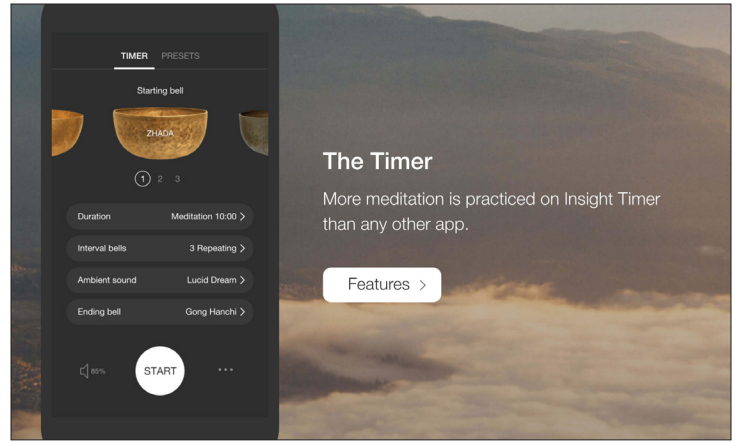 TIMER PRESETS
Starting bell
ZHADA
1 2 3
Duration Meditation 10:00 >
Interval bells 3 Repeating >
Ambient sound Lucid Dream >
Ending bell Gong Hanchi >
85% START ...
The Timer
More meditation is practiced on Insight Timer
than any other app.
Features >